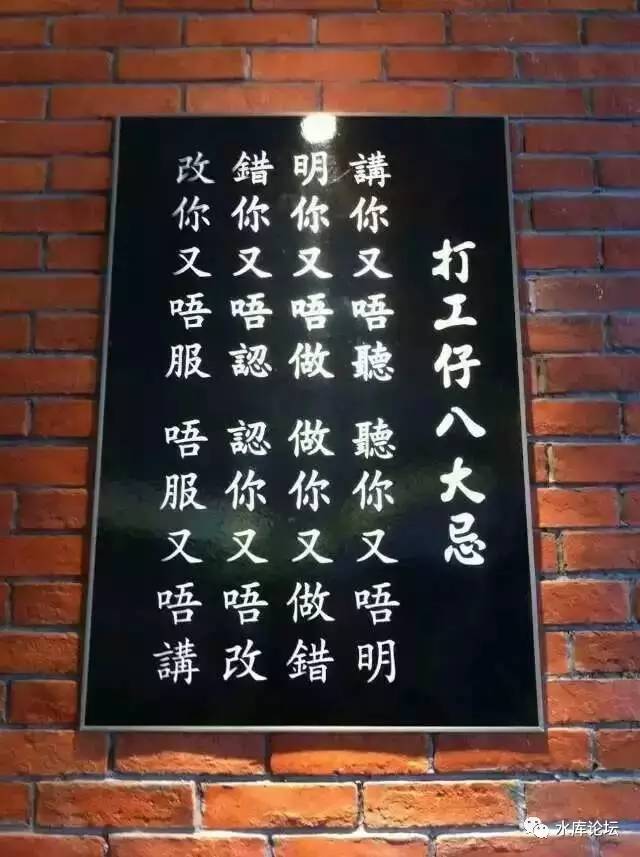 打工仔八大忌
講你又唔聽 聽你又唔明
明你又唔做 做你又做錯
錯你又唔認 認你又唔改
改你又唔服 唔服又唔講
水库论坛